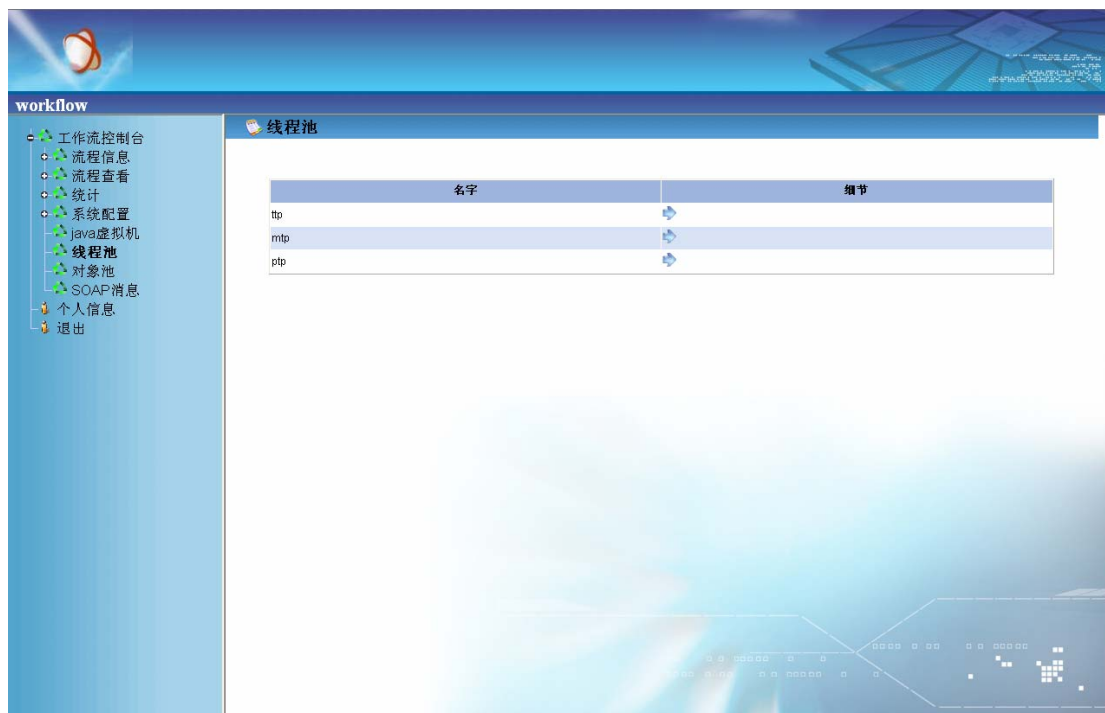 workflow
工作流控制台
流程信息
流程查看
统计
系统配置
java虚拟机
线程池
对象池
SOAP消息
个人信息
退出
线程池
名字 细节
ttp
mtp
ptp